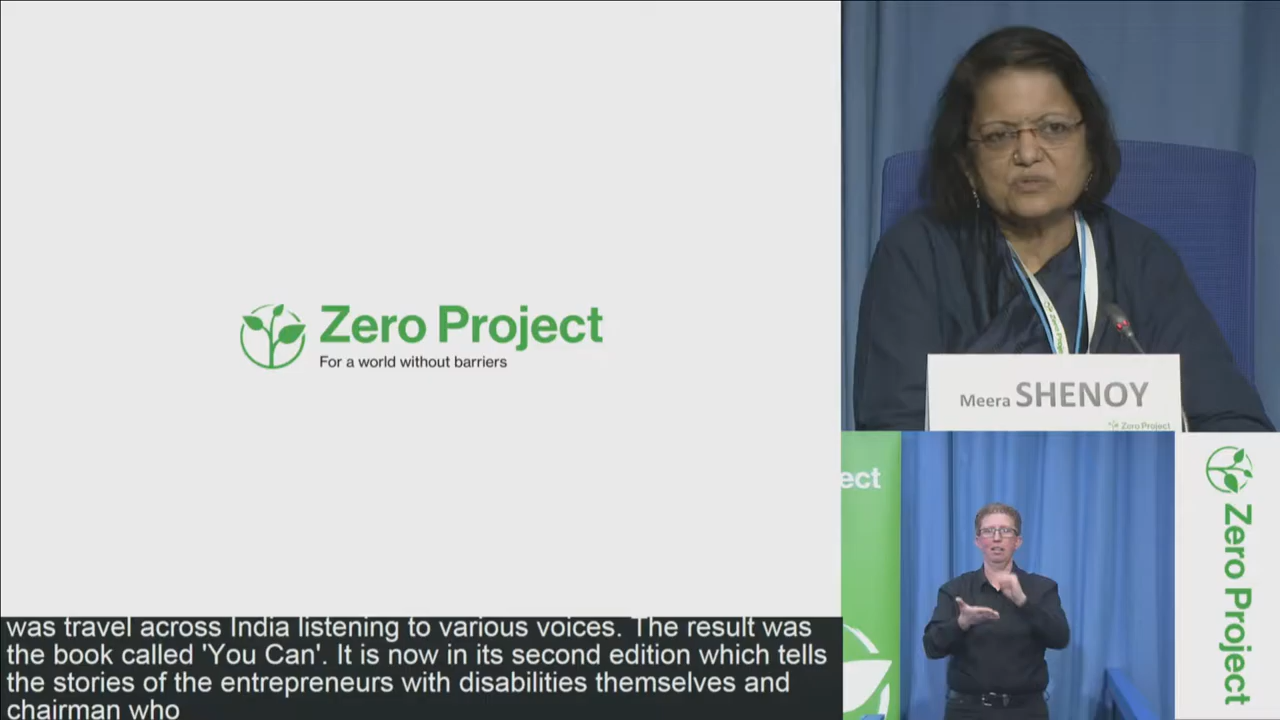 Zero Project
For a world without barriers
Meera SHENOY
Zero Project
ect
Zero Project
was travel across India listening to various voices. The result was
the book called 'You Can'. It is now in its second edition which tells
the stories of the entrepreneurs with disabilities themselves and
chairman who